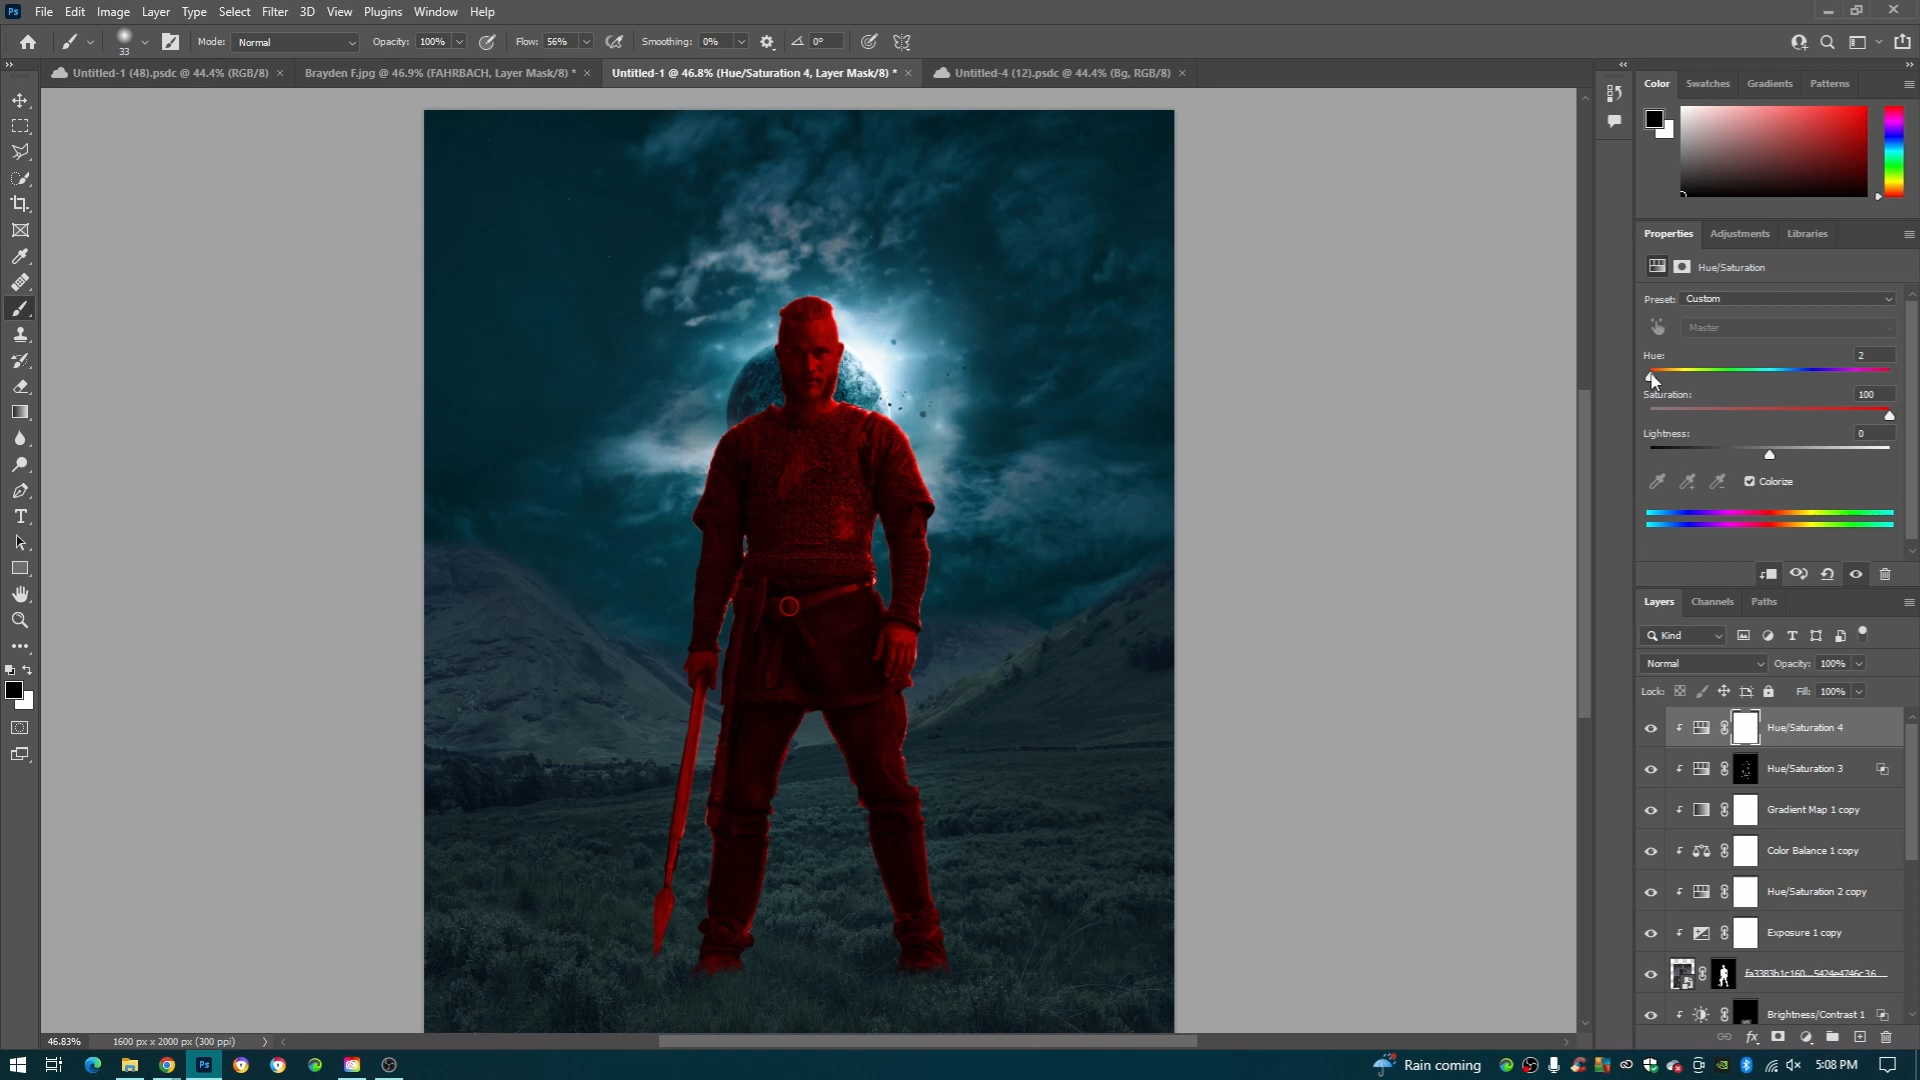 Ps File Edit Image Layer Type Select Filter 3D View Plugins Window Help
33 Mode: Normal Opacity: 100% Flow: 56% Smoothing: 0% 0°
Untitled-1 (48).psdc @ 44.4% (RGB/8) × Brayden F.jpg @ 46.9% (FAHRBACH, Layer Mask/8) * × Untitled-1 @ 46.8% (Hue/Saturation 4, Layer Mask/8) * × Untitled-4 (12).psdc @ 44.4% (Bg, RGB/8) ×
Color Swatches Gradients Patterns
Properties Adjustments Libraries
Hue/Saturation
Preset: Custom
Master
Hue: 2
Saturation: 100
Lightness: 0
Colorize
Layers Channels Paths
Kind
Normal Opacity: 100%
Lock: Fill: 100%
Hue/Saturation 4
Hue/Saturation 3
Gradient Map 1 copy
Color Balance 1 copy
Hue/Saturation 2 copy
Exposure 1 copy
fa3383b1c160...5424e4746c36
Brightness/Contrast 1
46.83% 1600 px x 2000 px (300 ppi)
Ps Rain coming 5:08 PM